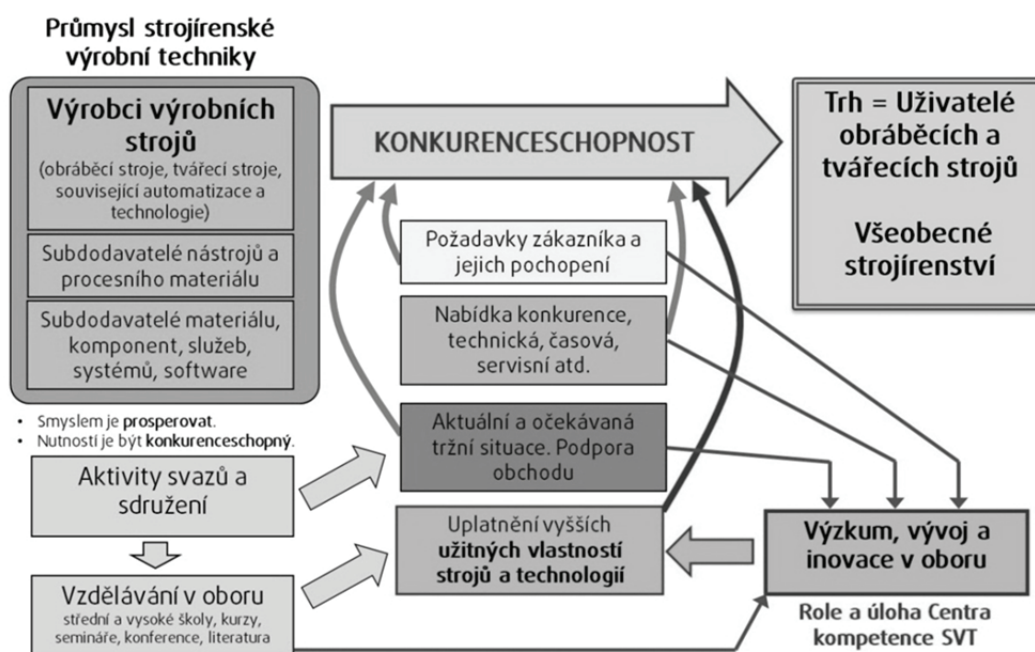 Průmysl strojírenské
výrobní techniky
Výrobci výrobních
strojů
(obráběcí stroje, tvářecí stroje,
související automatizace a
technologie)
Subdodavatelé nástrojů a
procesního materiálu
Subdodavatelé materiálu,
komponent, služeb,
systémů, software
• Smyslem je prosperovat.
• Nutností je být konkurenceschopný.
Aktivity svazů a
sdružení
Vzdělávání v oboru
střední a vysoké školy, kurzy,
semináře, konference, literatura
KONKURENCESCHOPNOST
Požadavky zákazníka a
jejich pochopení
Nabídka konkurence,
technická, časová,
servisní atd.
Aktuální a očekávaná
tržní situace. Podpora
obchodu
Uplatnění vyšších
užitných vlastností
strojů a technologií
Trh = Uživatelé
obráběcích a
tvářecích strojů
Všeobecné
strojírenství
Výzkum, vývoj a
inovace v oboru
Role a úloha Centra
kompetence SVT